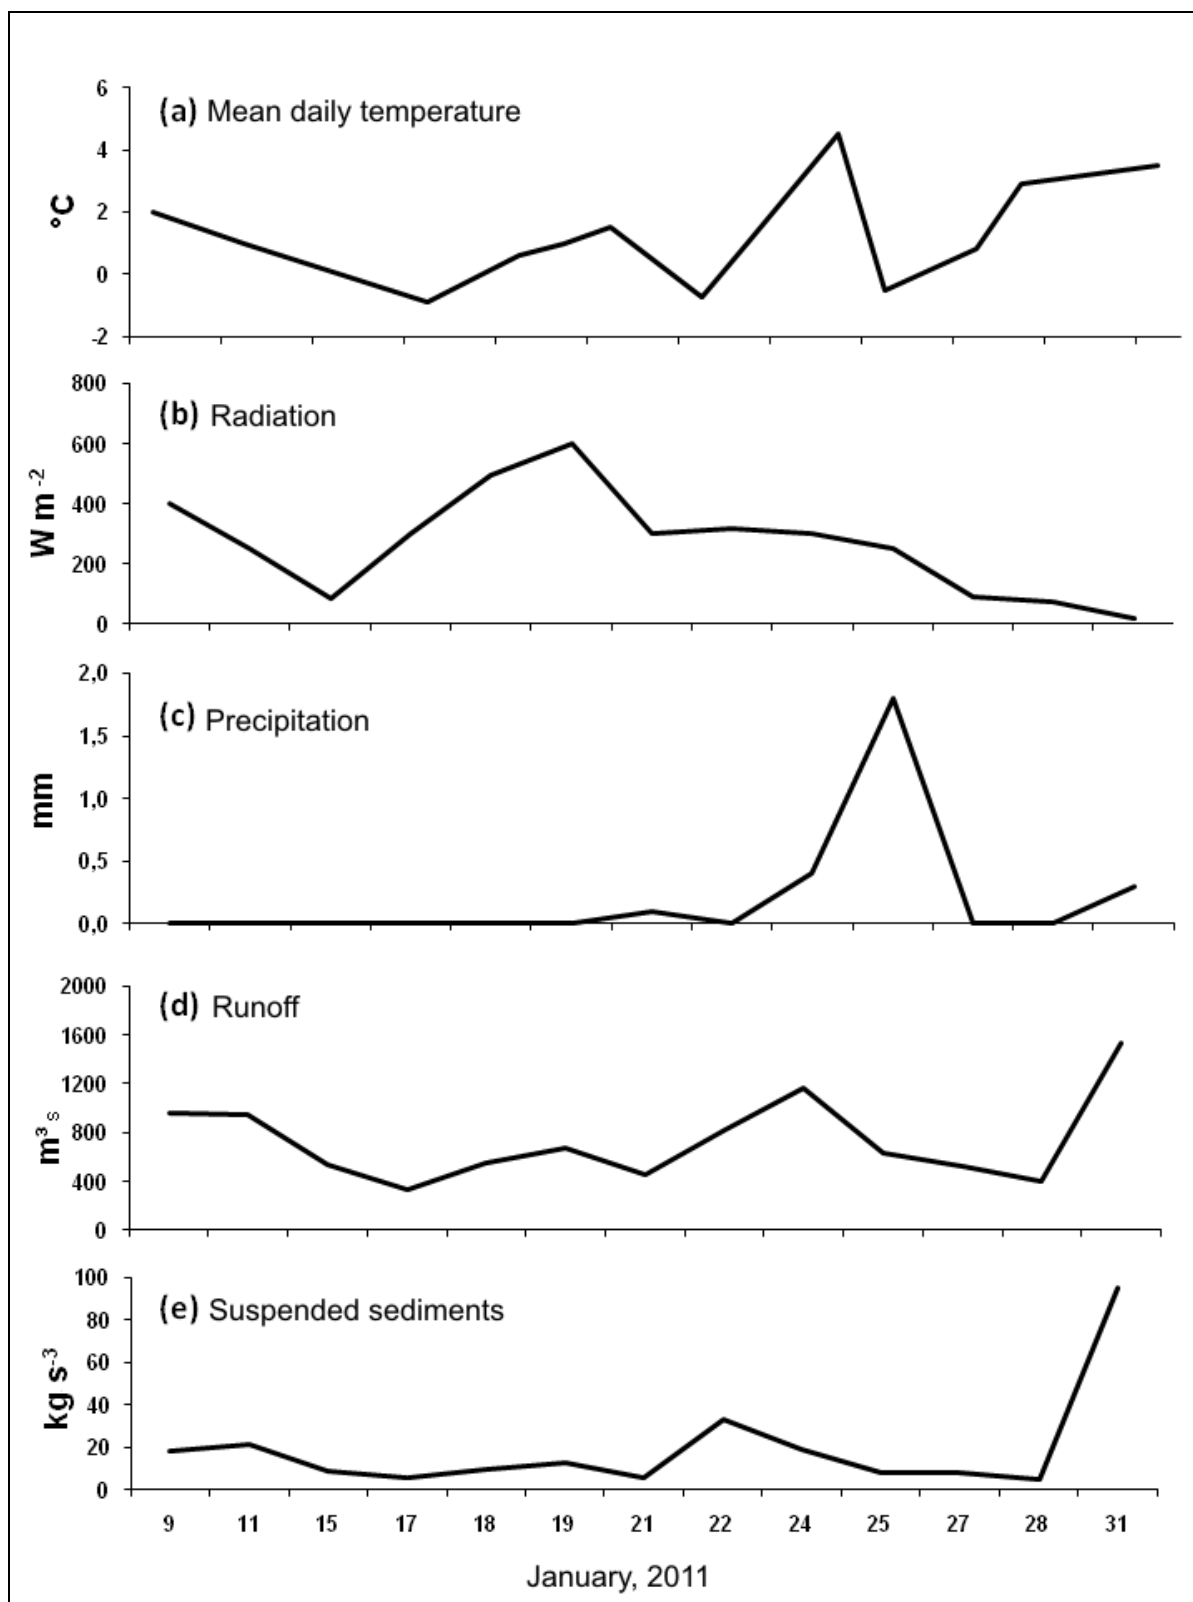 (a) Mean daily temperature
°C
6
4
2
0
-2
(b) Radiation
W m -2
800
600
400
200
0
(c) Precipitation
mm
2,0
1,5
1,0
0,5
0,0
(d) Runoff
m³ s
2000
1600
1200
800
400
0
(e) Suspended sediments
kg s-3
100
80
60
40
20
0
9 11 15 17 18 19 21 22 24 25 27 28 31
January, 2011